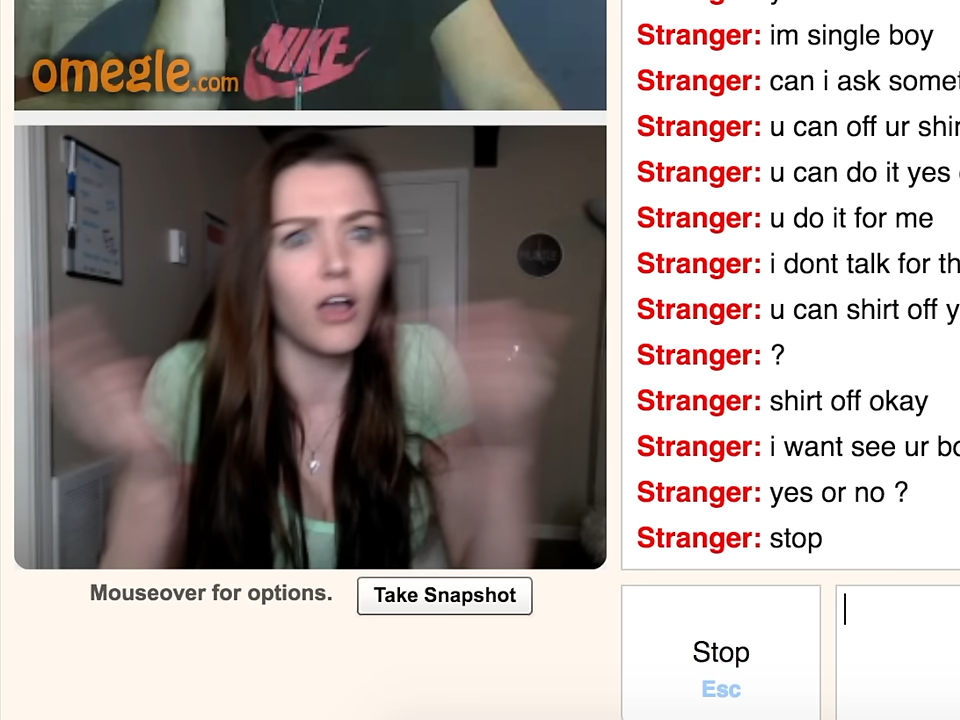 NIKE
omegle.com
Stranger: im single boy
Stranger: can i ask
Stranger: u can off ur
Stranger: u can do it yes
Stranger: u do it for me
Stranger: i dont talk for
Stranger: u can shirt off
Stranger: ?
Stranger: shirt off okay
Stranger: i want see ur
Stranger: yes or no ?
Stranger: stop
Mouseover for options.
Take Snapshot
Stop
Esc